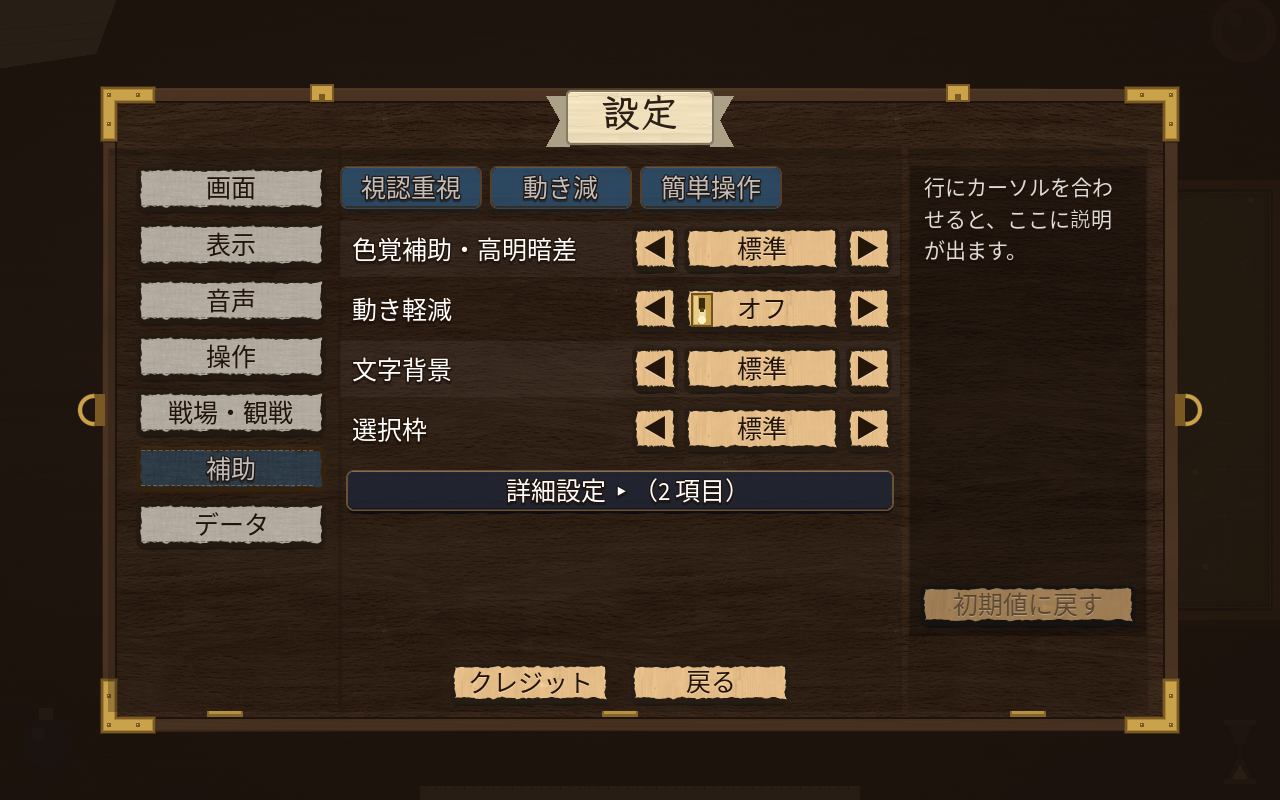 設定
画面
表示
音声
操作
戦場・観戦
補助
データ
視認重視
動き減
簡単操作
色覚補助・高明暗差
標準
動き軽減
オフ
文字背景
標準
選択枠
標準
詳細設定 ▸ （2 項目）
行にカーソルを合わ
せると、ここに説明
が出ます。
初期値に戻す
クレジット
戻る